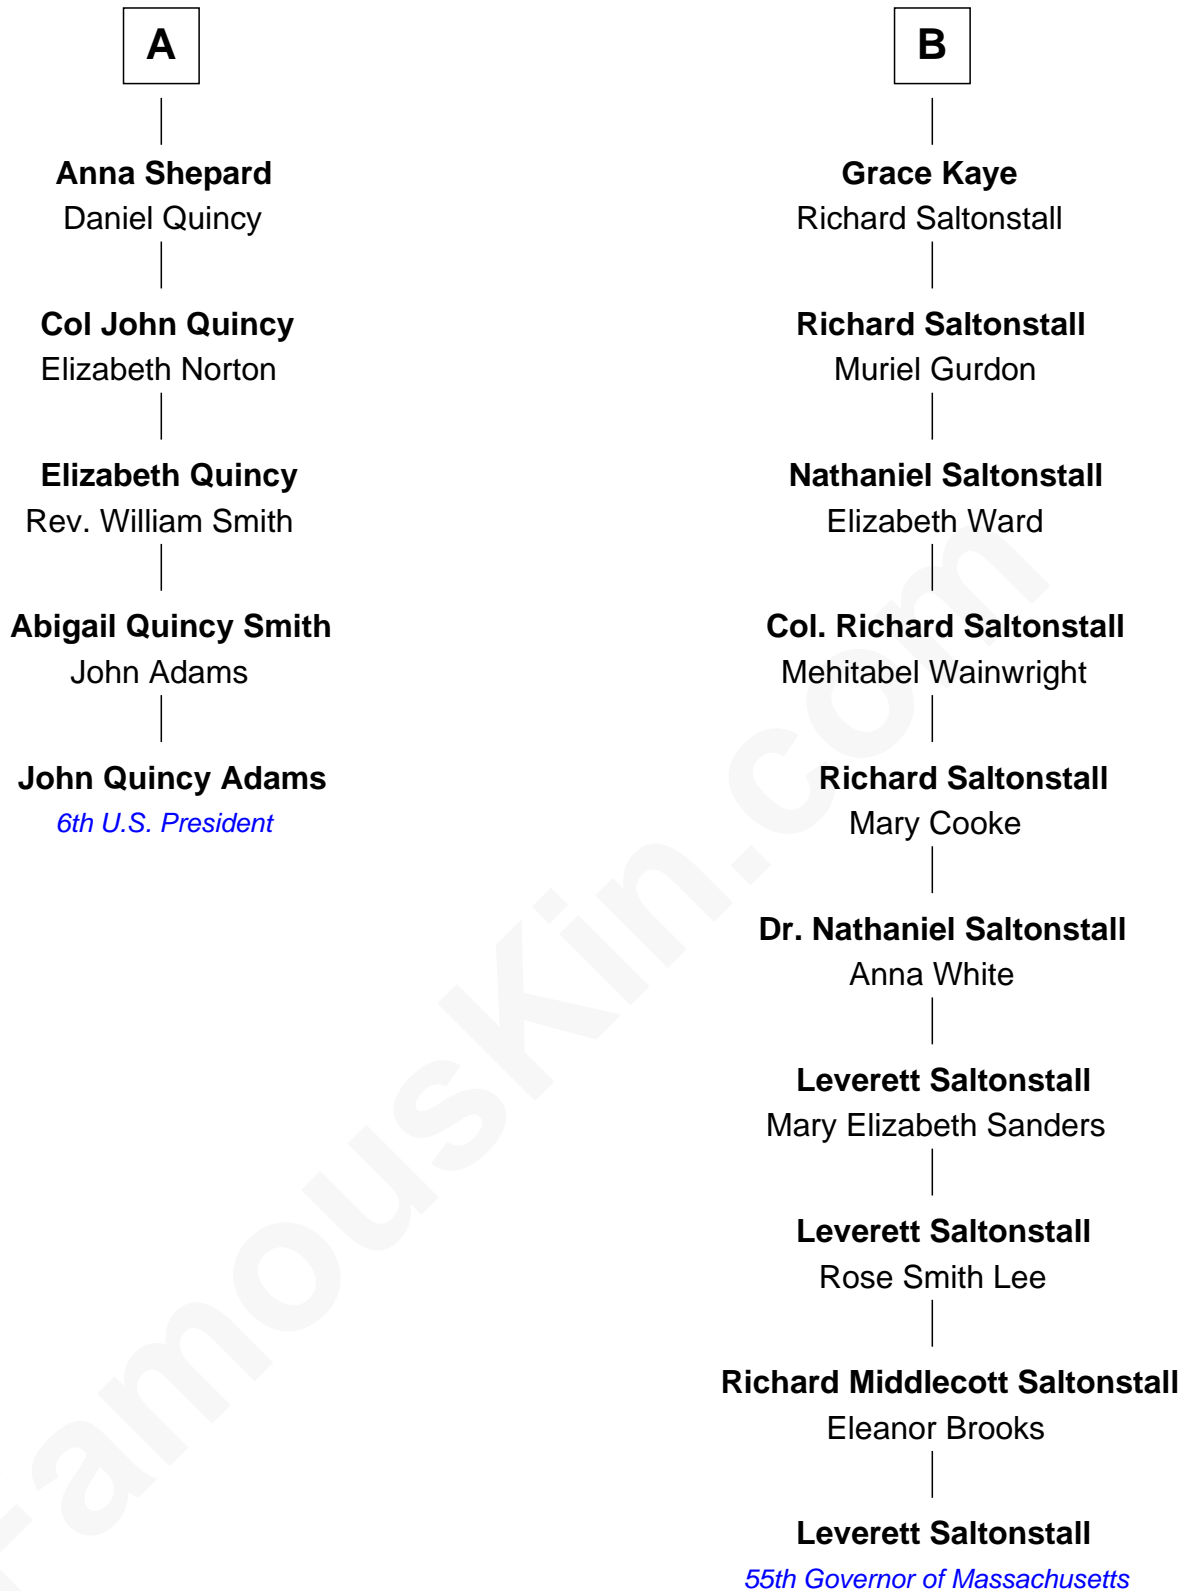 A
Anna Shepard
Daniel Quincy
Col John Quincy
Elizabeth Norton
Elizabeth Quincy
Rev. William Smith
Abigail Quincy Smith
John Adams
John Quincy Adams
6th U.S. President
B
Grace Kaye
Richard Saltonstall
Richard Saltonstall
Muriel Gurdon
Nathaniel Saltonstall
Elizabeth Ward
Col. Richard Saltonstall
Mehitabel Wainwright
Richard Saltonstall
Mary Cooke
Dr. Nathaniel Saltonstall
Anna White
Leverett Saltonstall
Mary Elizabeth Sanders
Leverett Saltonstall
Rose Smith Lee
Richard Middlecott Saltonstall
Eleanor Brooks
Leverett Saltonstall
55th Governor of Massachusetts
FamousKin.com